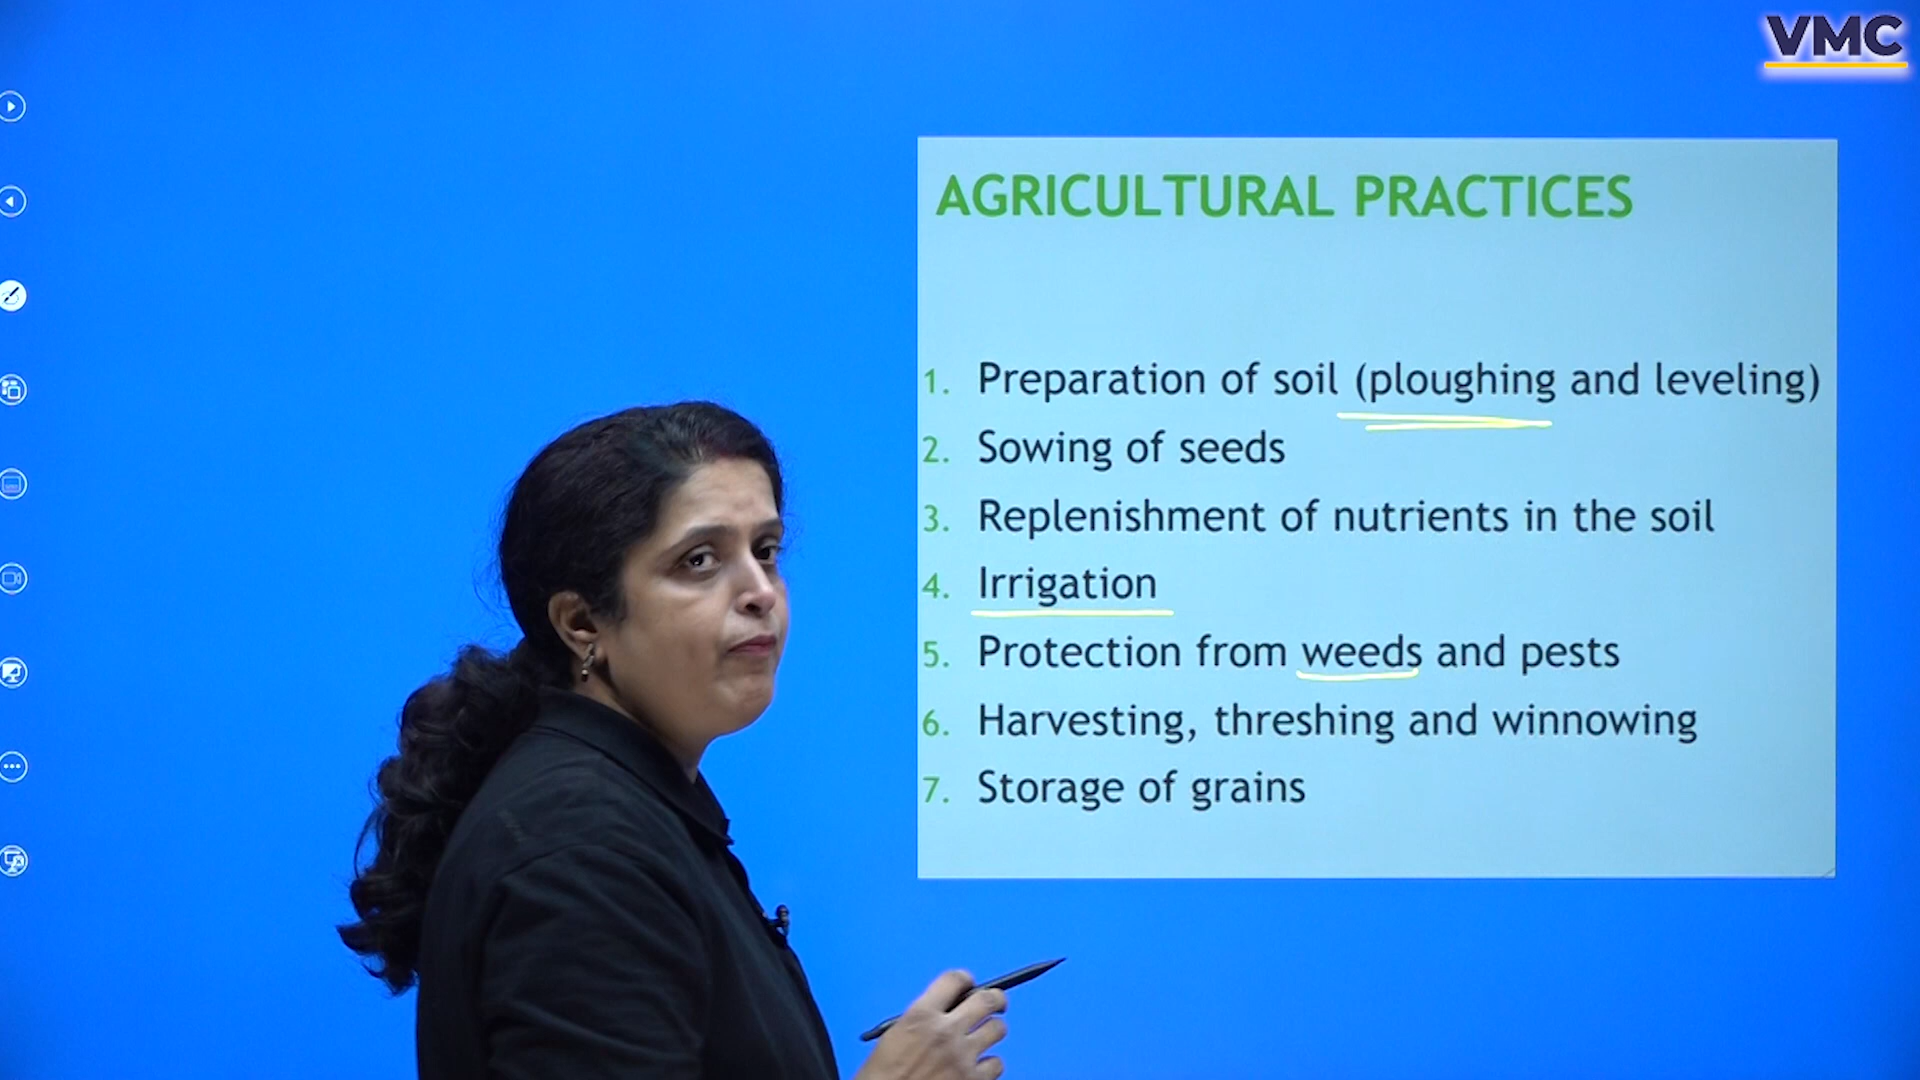 VMC
AGRICULTURAL PRACTICES
1. Preparation of soil (ploughing and leveling)
2. Sowing of seeds
3. Replenishment of nutrients in the soil
4. Irrigation
5. Protection from weeds and pests
6. Harvesting, threshing and winnowing
7. Storage of grains